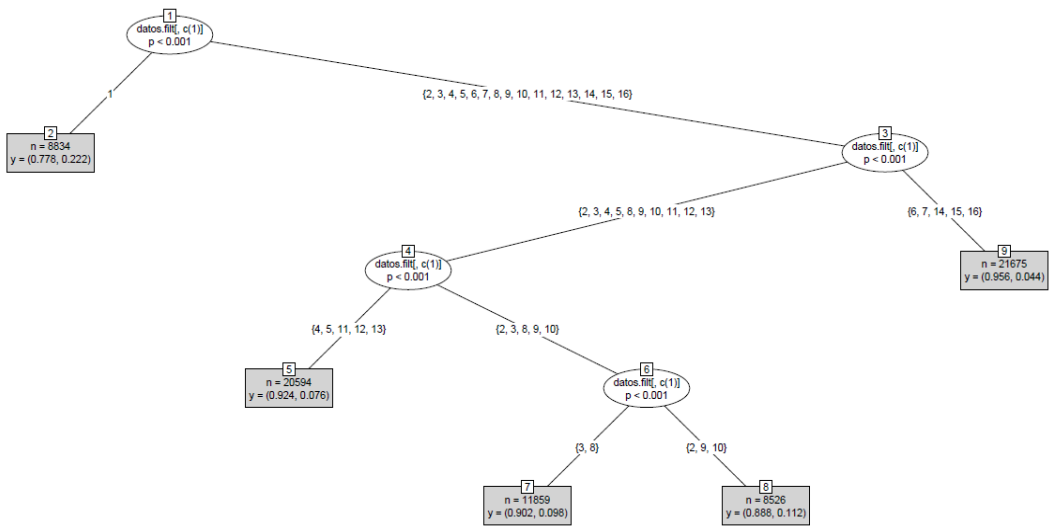 1
datos.filt[, c(1)]
p < 0.001
1
{2, 3, 4, 5, 6, 7, 8, 9, 10, 11, 12, 13, 14, 15, 16}
2
n = 8834
y = (0.778, 0.222)
3
datos.filt[, c(1)]
p < 0.001
{2, 3, 4, 5, 8, 9, 10, 11, 12, 13}
{6, 7, 14, 15, 16}
4
datos.filt[, c(1)]
p < 0.001
9
n = 21675
y = (0.956, 0.044)
{4, 5, 11, 12, 13}
{2, 3, 8, 9, 10}
5
n = 20594
y = (0.924, 0.076)
6
datos.filt[, c(1)]
p < 0.001
{3, 8}
{2, 9, 10}
7
n = 11859
y = (0.902, 0.098)
8
n = 8526
y = (0.888, 0.112)